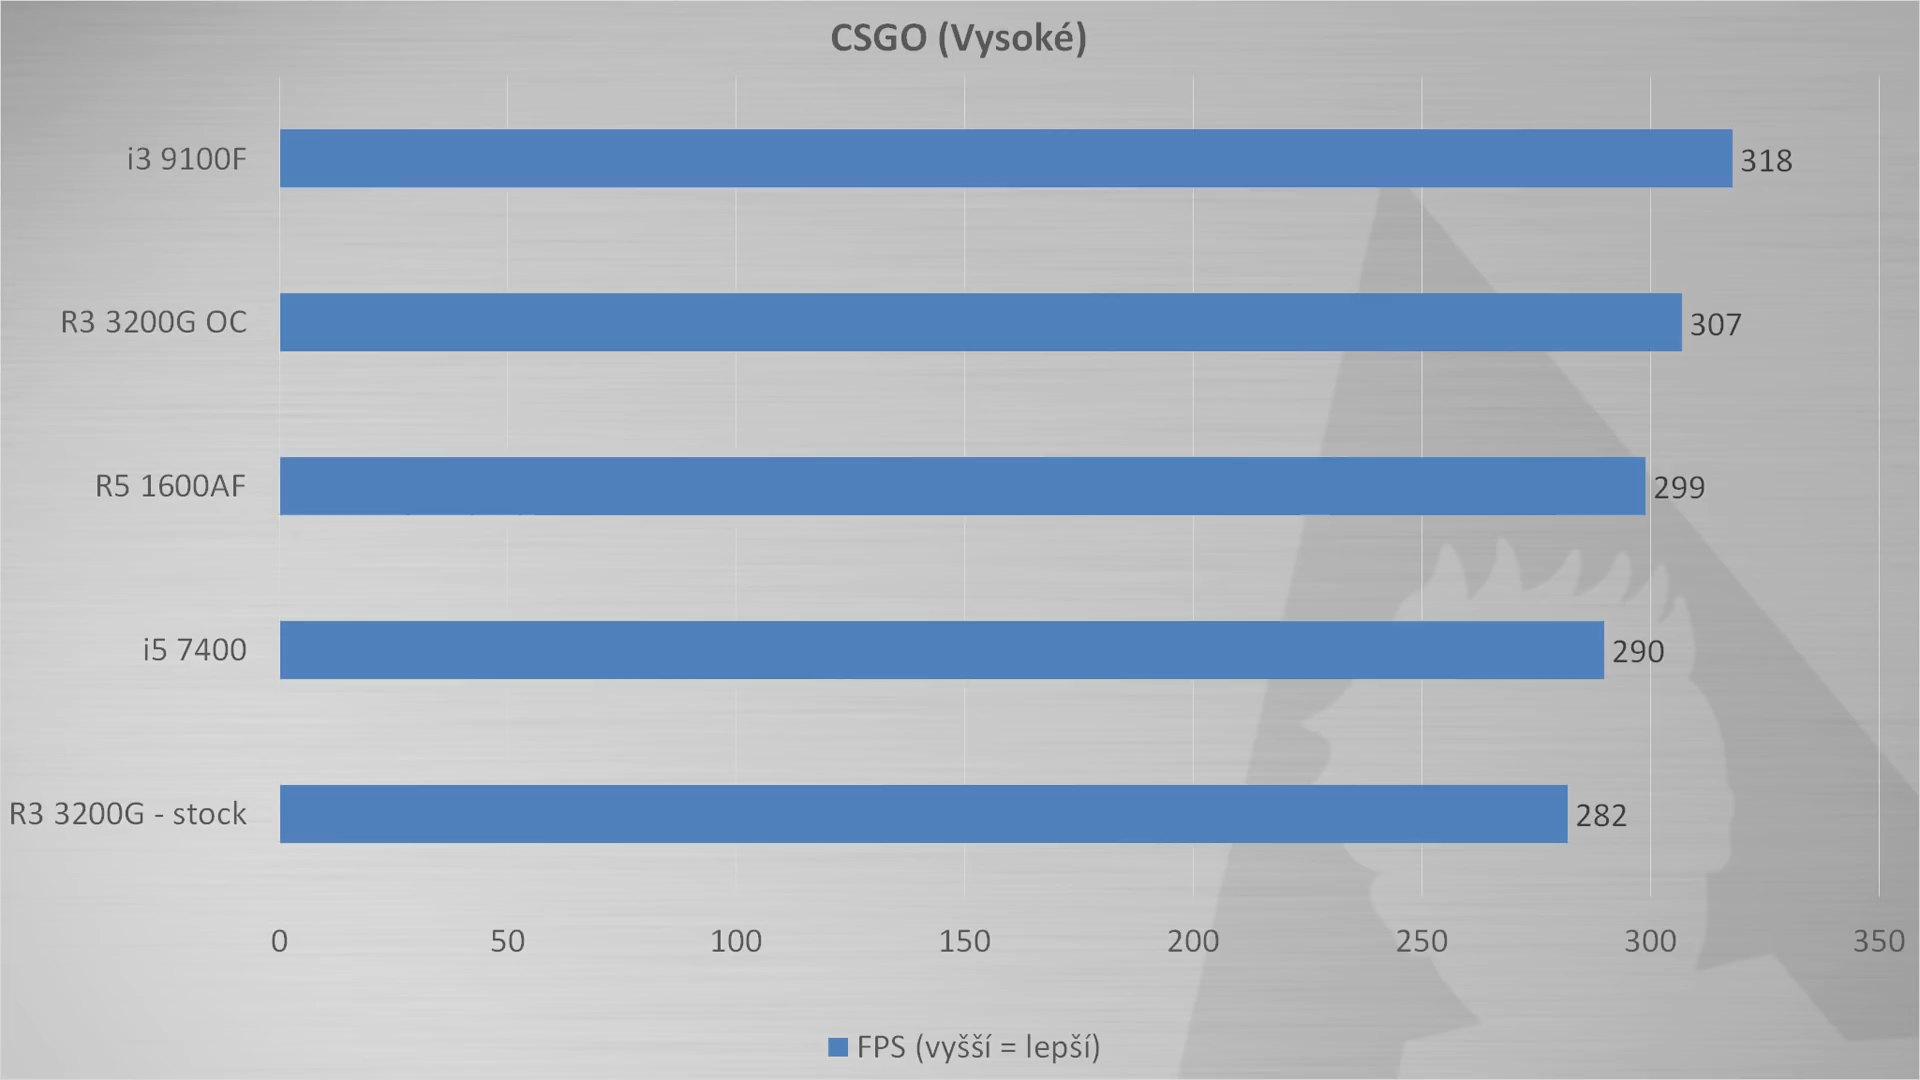 CSGO (Vysoké)
i3 9100F
318
R3 3200G OC
307
R5 1600AF
299
i5 7400
290
R3 3200G - stock
282
0 50 100 150 200 250 300 350
FPS (vyšší = lepší)